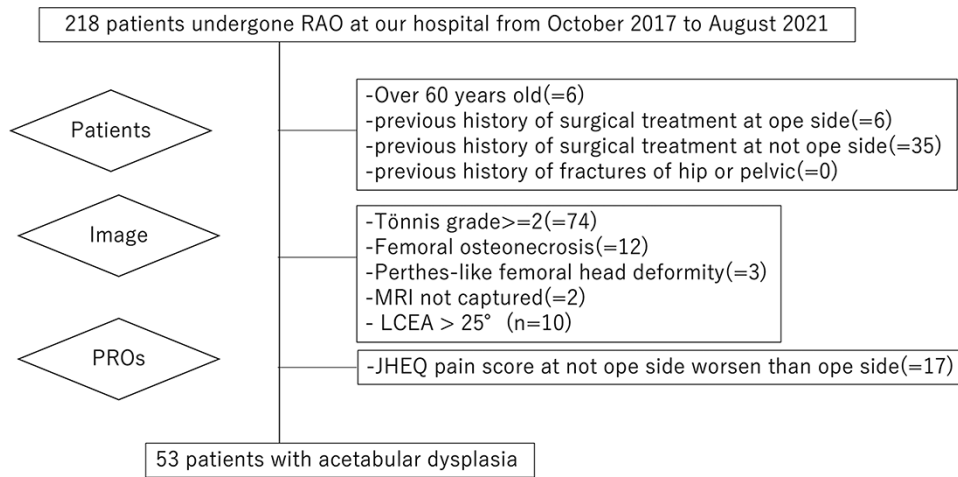 218 patients undergone RAO at our hospital from October 2017 to August 2021
Patients
-Over 60 years old(=6)
-previous history of surgical treatment at ope side(=6)
-previous history of surgical treatment at not ope side(=35)
-previous history of fractures of hip or pelvic(=0)
Image
-Tönnis grade>=2(=74)
-Femoral osteonecrosis(=12)
-Perthes-like femoral head deformity(=3)
-MRI not captured(=2)
- LCEA > 25° (n=10)
PROs
-JHEQ pain score at not ope side worsen than ope side(=17)
53 patients with acetabular dysplasia